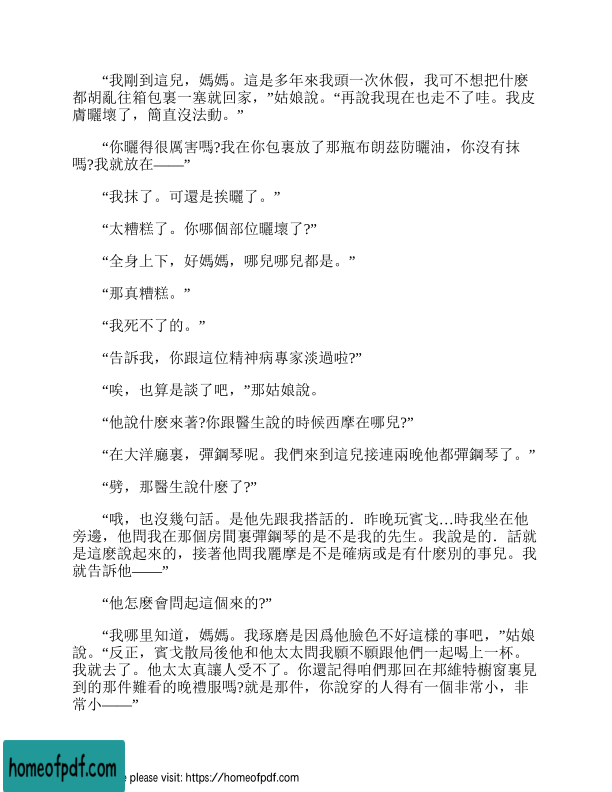 “我剛到這兒，媽媽。這是多年來我頭一次休假，我可不想把什麽
都胡亂往箱包裏一塞就回家，”姑娘說。“再說我現在也走不了哇。我皮
膚曬壞了，簡直沒法動。”
“你曬得很厲害嗎?我在你包裏放了那瓶布朗茲防曬油，你沒有抹
嗎?我就放在——”
“我抹了。可還是挨曬了。”
“太糟糕了。你哪個部位曬壞了?”
“全身上下，好媽媽，哪兒哪兒都是。”
“那真糟糕。”
“我死不了的。”
“告訴我，你跟這位精神病專家淡過啦?”
“唉，也算是談了吧，”那姑娘說。
“他說什麽來著?你跟醫生說的時候西摩在哪兒?”
“在大洋廳裏，彈鋼琴呢。我們來到這兒接連兩晚他都彈鋼琴了。”
“劈，那醫生說什麽了?”
“哦，也沒幾句話。是他先跟我搭話的．昨晚玩賓戈…時我坐在他
旁邊，他問我在那個房間裏彈鋼琴的是不是我的先生。我說是的．話就
是這麽說起來的，接著他問我麗摩是不是確病或是有什麽別的事兒。我
就告訴他——”
“他怎麽會問起這個來的?”
“我哪里知道，媽媽。我琢磨是因爲他臉色不好這樣的事吧，”姑娘
說。“反正，賓戈散局後他和他太太問我願不願跟他們一起喝上一杯。
我就去了。他太太真讓人受不了。你還記得咱們那回在邦維特櫥窗裏見
到的那件難看的晚禮服嗎?就是那件，你說穿的人得有一個非常小，非
常小——”
homeofpdf.com
e please visit: https://homeofpdf.com